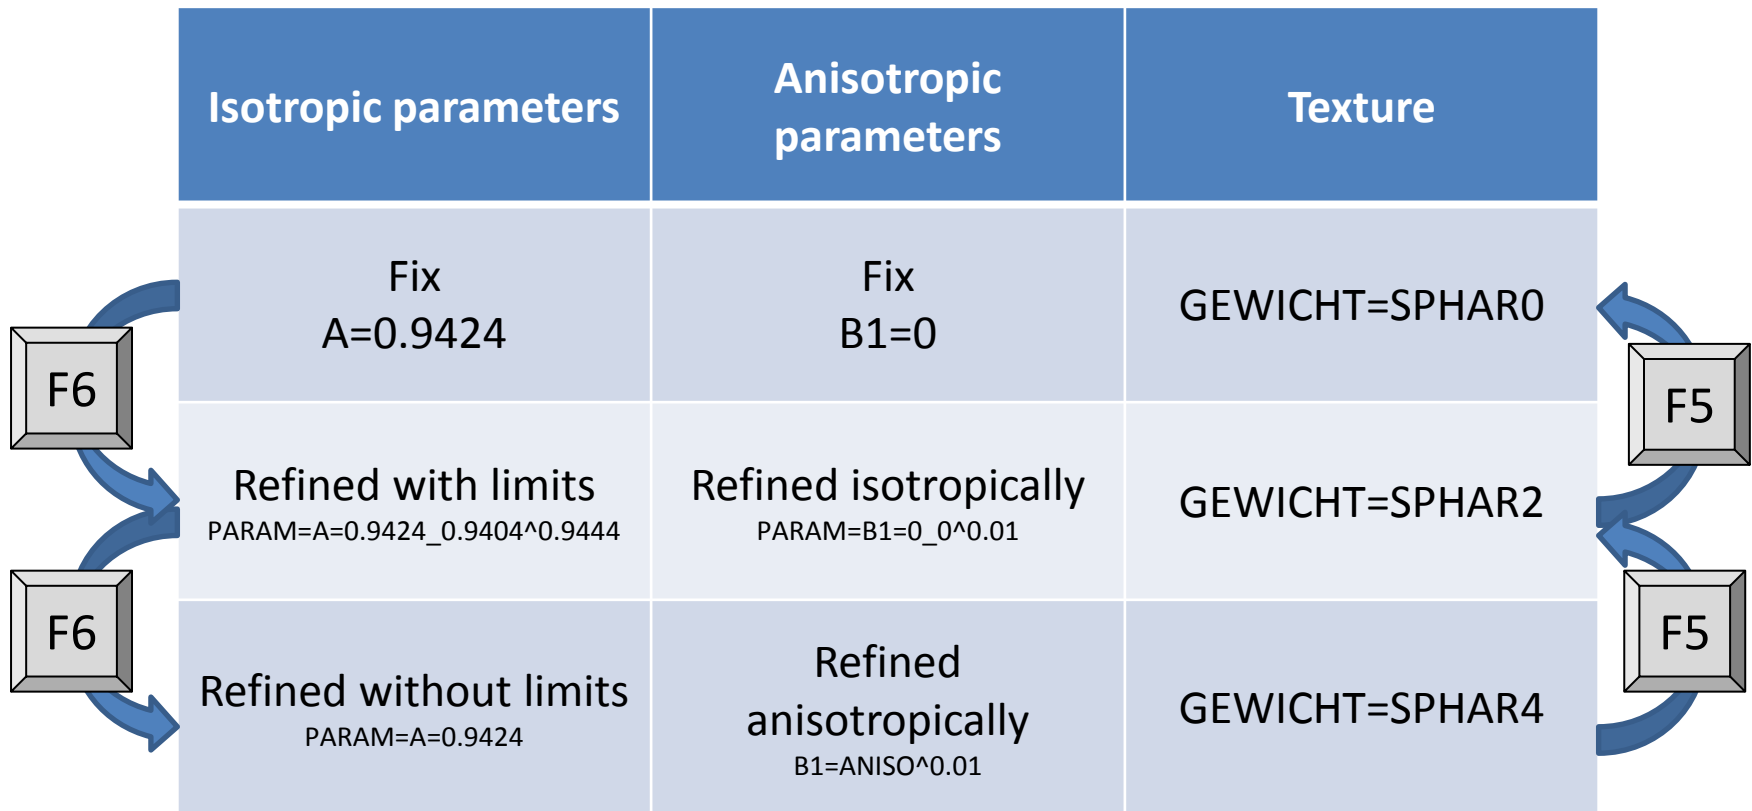 Isotropic parameters
Anisotropic
parameters
Texture
Fix
A=0.9424
Fix
B1=0
GEWICHT=SPHAR0
F6
F5
Refined with limits
PARAM=A=0.9424_0.9404^0.9444
Refined isotropically
PARAM=B1=0_0^0.01
GEWICHT=SPHAR2
F6
F5
Refined without limits
PARAM=A=0.9424
Refined
anisotropically
B1=ANISO^0.01
GEWICHT=SPHAR4